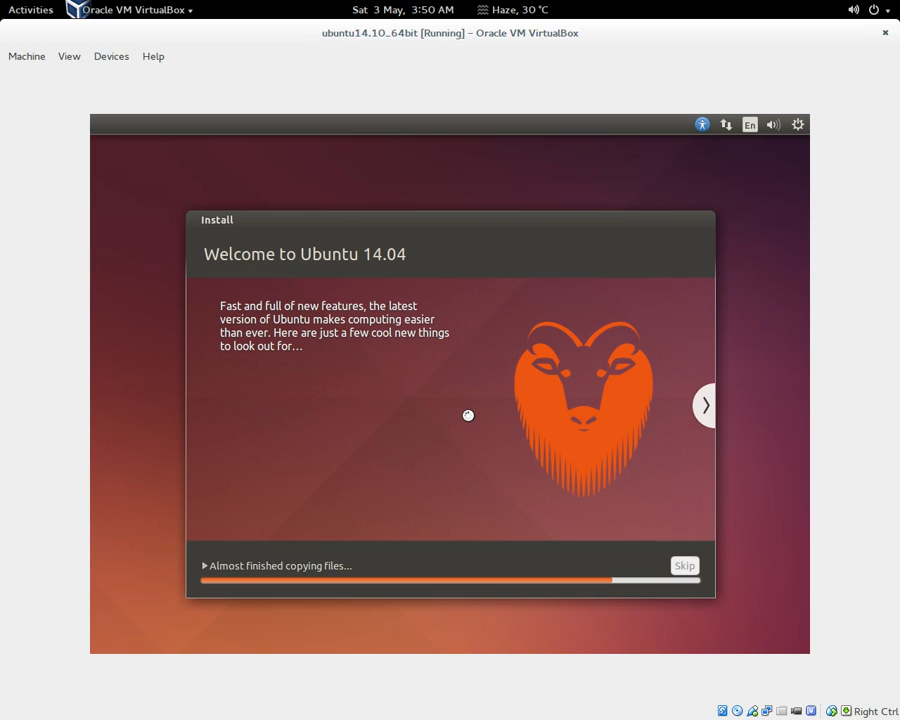 Activities Oracle VM VirtualBox Sat 3 May, 3:50 AM Haze, 30 °C
ubuntu14.10_64bit [Running] – Oracle VM VirtualBox
Machine View Devices Help
En
Install
Welcome to Ubuntu 14.04
Fast and full of new features, the latest
version of Ubuntu makes computing easier
than ever. Here are just a few cool new things
to look out for…
Almost finished copying files...
Skip
Right Ctrl